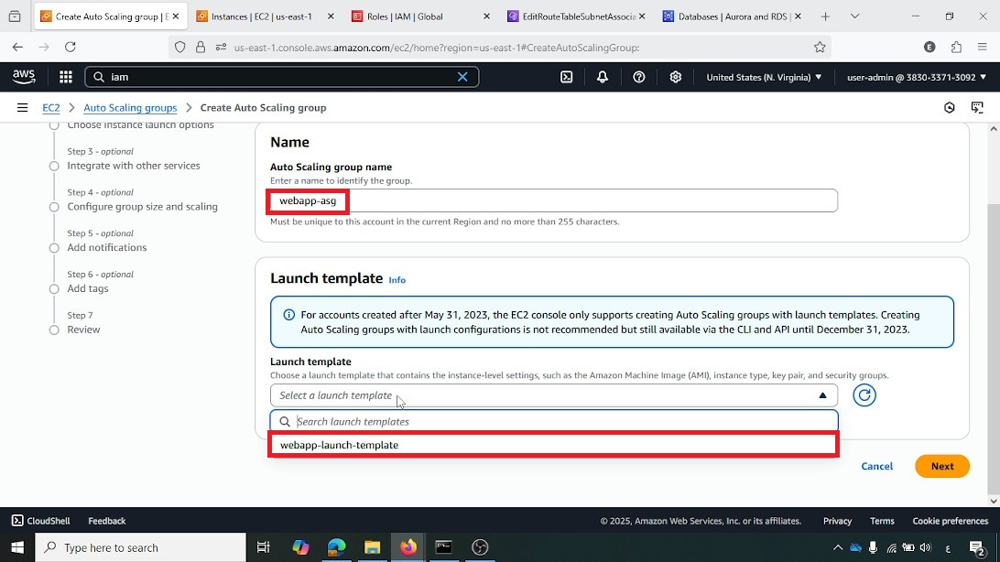 Create Auto Scaling group | E
Instances | EC2 | us-east-1
Roles | IAM | Global
EditRouteTableSubnetAssocia
Databases | Aurora and RDS |
us-east-1.console.aws.amazon.com/ec2/home?region=us-east-1#CreateAutoScalingGroup:
E
aws
iam
United States (N. Virginia)
user-admin @ 3830-3371-3092
EC2
Auto Scaling groups
Create Auto Scaling group
Choose instance launch options
Step 3 - optional
Integrate with other services
Step 4 - optional
Configure group size and scaling
Step 5 - optional
Add notifications
Step 6 - optional
Add tags
Step 7
Review
Name
Auto Scaling group name
Enter a name to identify the group.
webapp-asg
Must be unique to this account in the current Region and no more than 255 characters.
Launch template Info
For accounts created after May 31, 2023, the EC2 console only supports creating Auto Scaling groups with launch templates. Creating
Auto Scaling groups with launch configurations is not recommended but still available via the CLI and API until December 31, 2023.
Launch template
Choose a launch template that contains the instance-level settings, such as the Amazon Machine Image (AMI), instance type, key pair, and security groups.
Select a launch template
Search launch templates
webapp-launch-template
Cancel
Next
CloudShell
Feedback
© 2025, Amazon Web Services, Inc. or its affiliates.
Privacy
Terms
Cookie preferences
Type here to search
ع
2